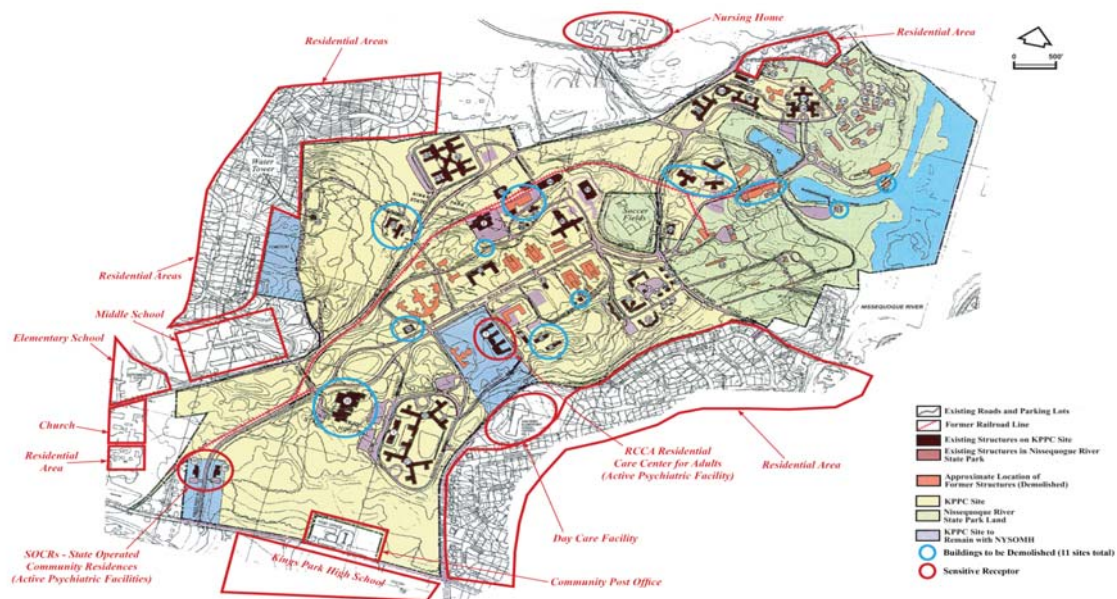 Nursing Home
Residential Areas
Residential Area
0 500'
Water
Tower
Soccer
Fields
Residential Areas
Middle School
Elementary School
NISSEQUOGUE RIVER
Church
Residential
Area
RCCA Residential
Care Center for Adults
(Active Psychiatric Facility)
Residential Area
SOCRs - State Operated
Community Residences
(Active Psychiatric Facilities)
Kings Park High School
Day Care Facility
Community Post Office
Existing Roads and Parking Lots
Former Railroad Line
Existing Structures on KPPC Site
Existing Structures in Nissequogue River
State Park
Approximate Location of
Former Structures (Demolished)
KPPC Site
Nissequogue River
State Park Land
KPPC Site to
Remain with NYSOMH
Buildings to be Demolished (11 sites total)
Sensitive Receptor